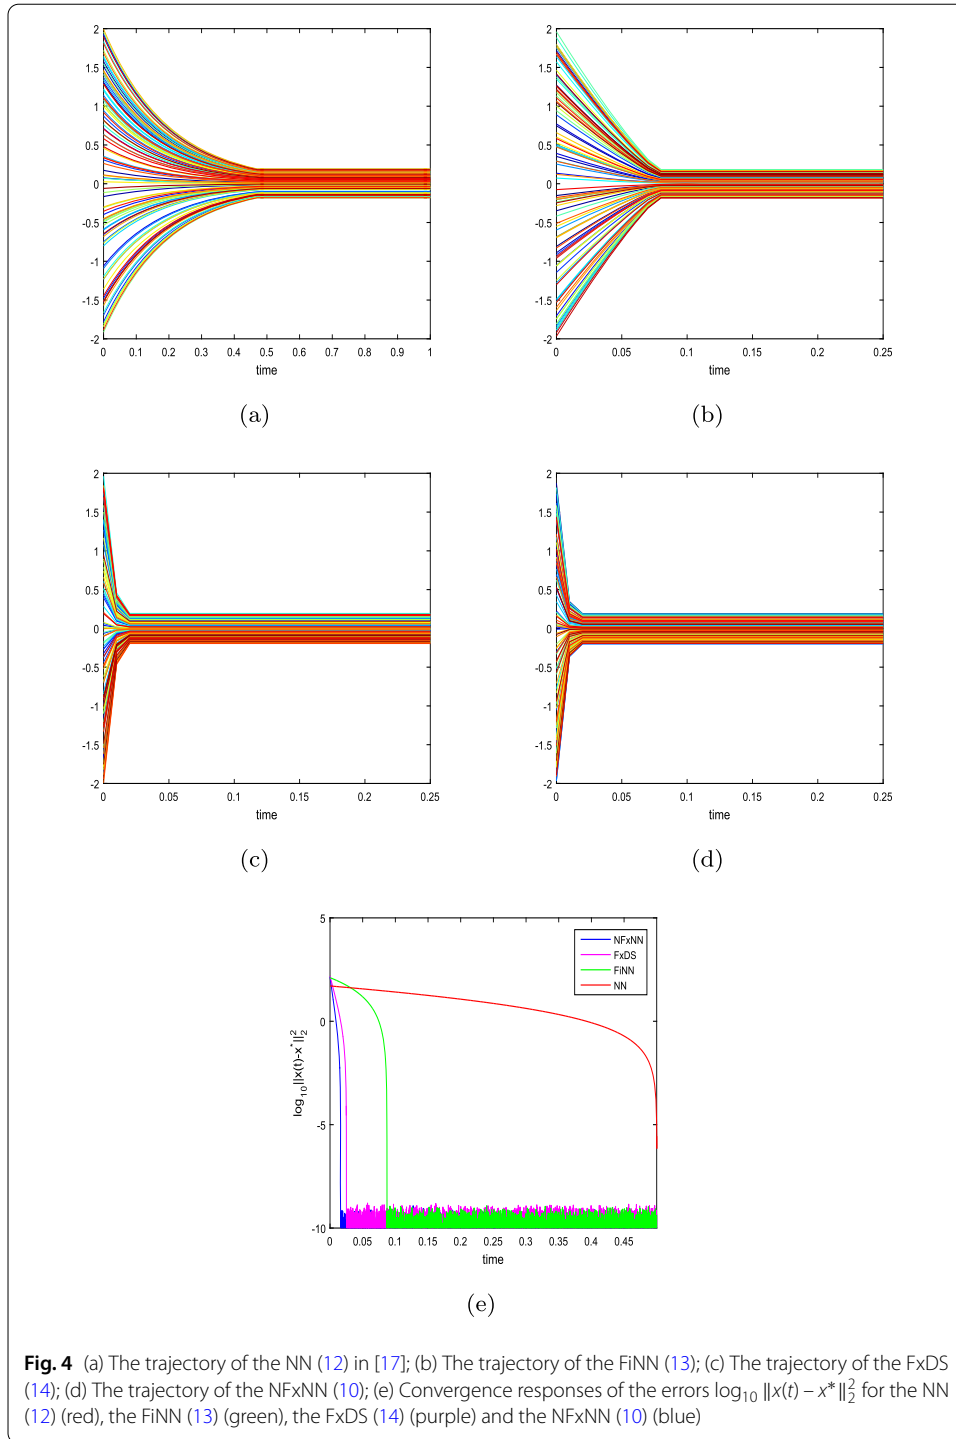 2
1.5
1
0.5
0
-0.5
-1
-1.5
-2
0 0.1 0.2 0.3 0.4 0.5 0.6 0.7 0.8 0.9 1
time
(a)
2
1.5
1
0.5
0
-0.5
-1
-1.5
-2
0 0.05 0.1 0.15 0.2 0.25
time
(b)
2
1.5
1
0.5
0
-0.5
-1
-1.5
-2
0 0.05 0.1 0.15 0.2 0.25
time
(c)
2
1.5
1
0.5
0
-0.5
-1
-1.5
-2
0 0.05 0.1 0.15 0.2 0.25
time
(d)
5
0
-5
-10
log₁₀||x(t)-x*||₂²
NFxNN
FxDS
FiNN
NN
0 0.05 0.1 0.15 0.2 0.25 0.3 0.35 0.4 0.45
time
(e)
Fig. 4 (a) The trajectory of the NN (12) in [17]; (b) The trajectory of the FiNN (13); (c) The trajectory of the FxDS
(14); (d) The trajectory of the NFxNN (10); (e) Convergence responses of the errors log₁₀ ‖x(t) – x*‖₂² for the NN
(12) (red), the FiNN (13) (green), the FxDS (14) (purple) and the NFxNN (10) (blue)